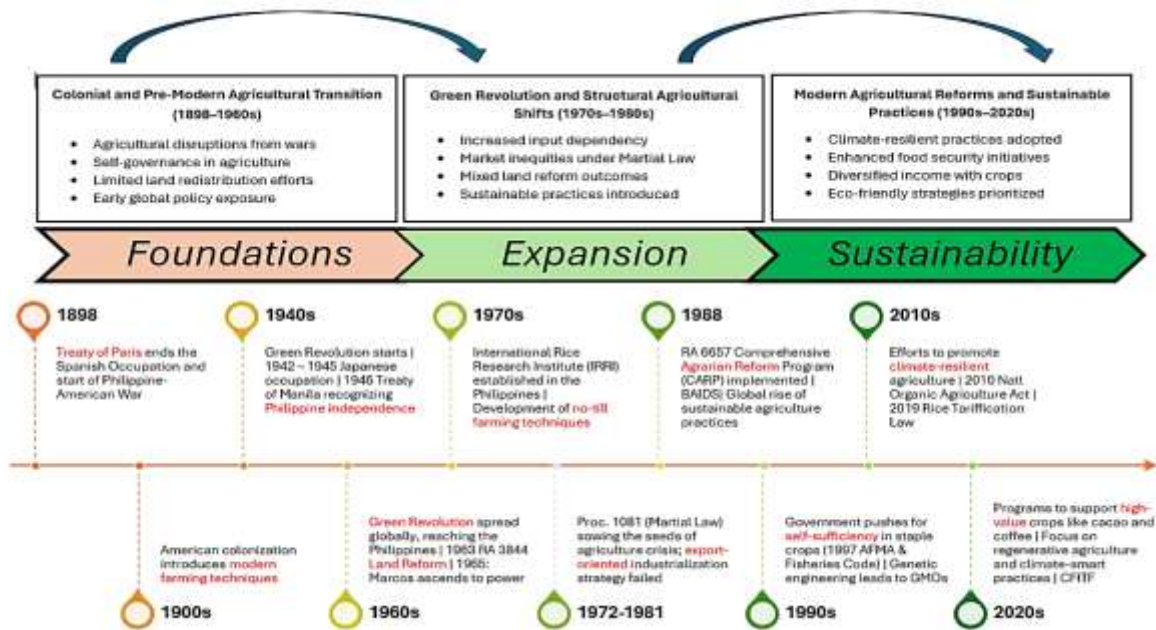 Colonial and Pre-Modern Agricultural Transition
(1898–1960s)
• Agricultural disruptions from wars
• Self-governance in agriculture
• Limited land redistribution efforts
• Early global policy exposure
Green Revolution and Structural Agricultural
Shifts (1970s–1980s)
• Increased input dependency
• Market inequities under Martial Law
• Mixed land reform outcomes
• Sustainable practices introduced
Modern Agricultural Reforms and Sustainable
Practices (1990s–2020s)
• Climate-resilient practices adopted
• Enhanced food security initiatives
• Diversified income with crops
• Eco-friendly strategies prioritized
Foundations
Expansion
Sustainability
1898
Treaty of Paris ends the
Spanish Occupation and
start of Philippine-
American War
1940s
Green Revolution starts |
1942 – 1945 Japanese
occupation | 1946 Treaty
of Manila recognizing
Philippine independence
1970s
International Rice
Research Institute (IRRI)
established in the
Philippines |
Development of no-till
farming techniques
1988
RA 6657 Comprehensive
Agrarian Reform Program
(CARP) implemented |
BAIDS| Global rise of
sustainable agriculture
practices
2010s
Efforts to promote
climate-resilient
agriculture | 2010 Natl
Organic Agriculture Act |
2019 Rice Tariffication
Law
American colonization
introduces modern
farming techniques
1900s
Green Revolution spread
globally, reaching the
Philippines | 1963 RA 3844
Land Reform | 1965:
Marcos ascends to power
1960s
Proc. 1081 (Martial Law)
sowing the seeds of
agriculture crisis; export-
oriented industrialization
strategy failed
1972-1981
Government pushes for
self-sufficiency in staple
crops (1997 AFMA &
Fisheries Code) | Genetic
engineering leads to GMOs
1990s
Programs to support high-
value crops like cacao and
coffee | Focus on
regenerative agriculture
and climate-smart
practices | CFITF
2020s